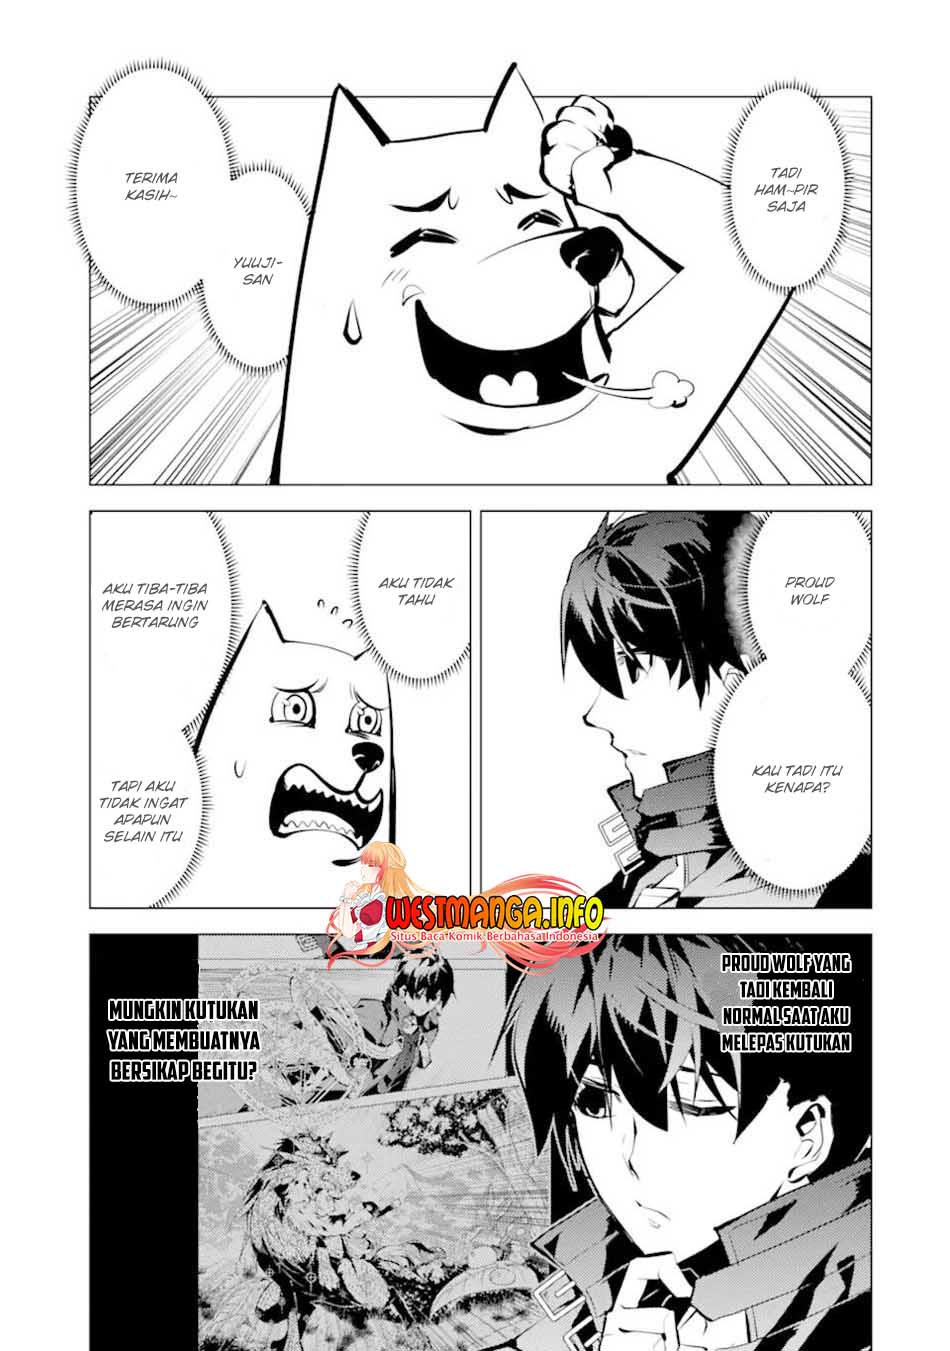 TADI
HAM~PIR
SAJA
TERIMA
KASIH~
YUUJI-
SAN
PROUD
WOLF
KAU TADI ITU
KENAPA?
AKU TIDAK
TAHU
AKU TIBA-TIBA
MERASA INGIN
BERTARUNG
TAPI AKU
TIDAK INGAT
APAPUN
SELAIN ITU
WESTMANGA.INFO
Situs Baca Komik Berbahasa Indonesia
PROUD WOLF YANG
TADI KEMBALI
NORMAL SAAT AKU
MELEPAS KUTUKAN
MUNGKIN KUTUKAN
YANG MEMBUATNYA
BERSIKAP BEGITU?